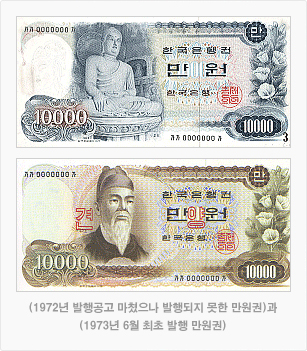 가가 0000000 가
만
한국은행권
만원
한국은행
10000
10000
가가 0000000 가
3
가가 0000000 가
만
한국은행권
견
만원
양
한국은행
10000
가가 0000000 가
10000
(1972년 발행공고 마쳤으나 발행되지 못한 만원권)과
(1973년 6월 최초 발행 만원권)